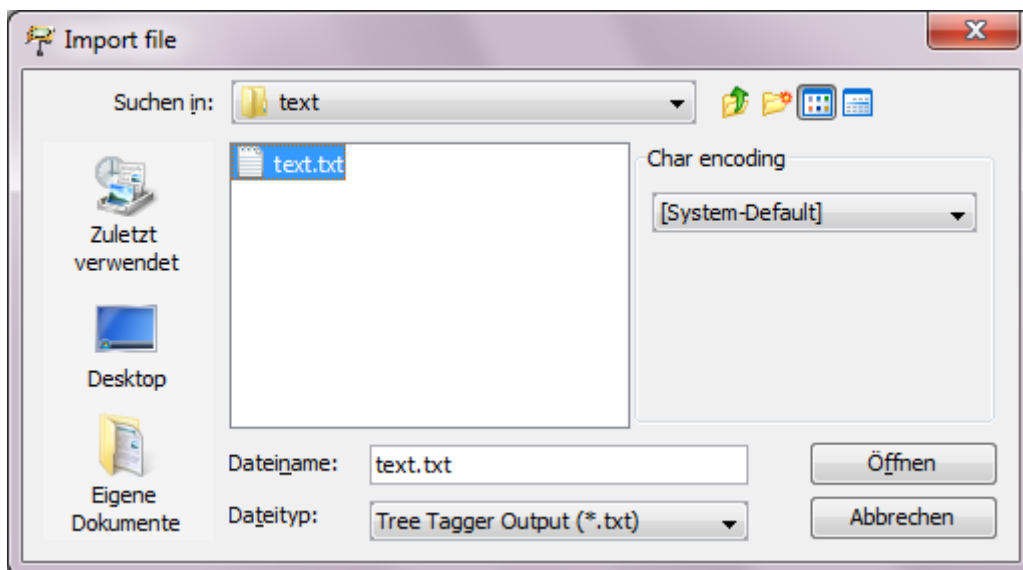 Import file
Suchen in:
text
text.txt
Char encoding
[System-Default]
Zuletzt
verwendet
Desktop
Eigene
Dokumente
Dateiname:
text.txt
Öffnen
Dateityp:
Tree Tagger Output (*.txt)
Abbrechen